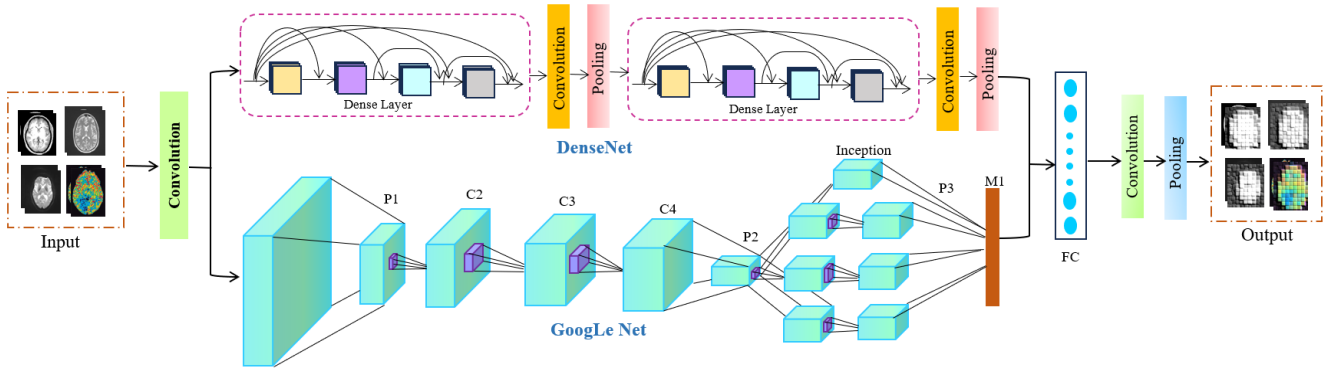 Input
Convolution
Dense Layer
Convolution
Pooling
Dense Layer
Convolution
Pooling
DenseNet
P1
C2
C3
C4
P2
Inception
P3
M1
GoogLe Net
FC
Convolution
Pooling
Output